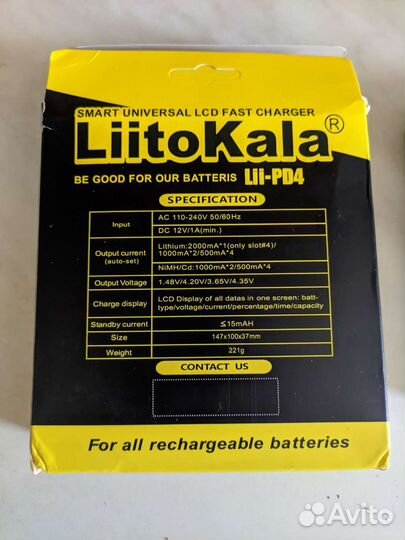 SMART UNIVERSAL LCD FAST CHARGER
LiitoKala®
BE GOOD FOR OUR BATTERIS Lii-PD4
SPECIFICATION
Input
AC 110-240V 50/60Hz
DC 12V/1A(min.)
Output current
(auto-set)
Lithium:2000mA*1(only slot#4)/
1000mA*2/500mA*4
NiMH/Cd:1000mA*2/500mA*4
Output Voltage 1.48V/4.20V/3.65V/4.35V
Charge display
LCD Display of all datas in one screen: batt-
type/voltage/current/percentage/time/capacity
Standby current ≤15mAH
Size 147x100x37mm
Weight 221g
CONTACT US
For all rechargeable batteries
Avito